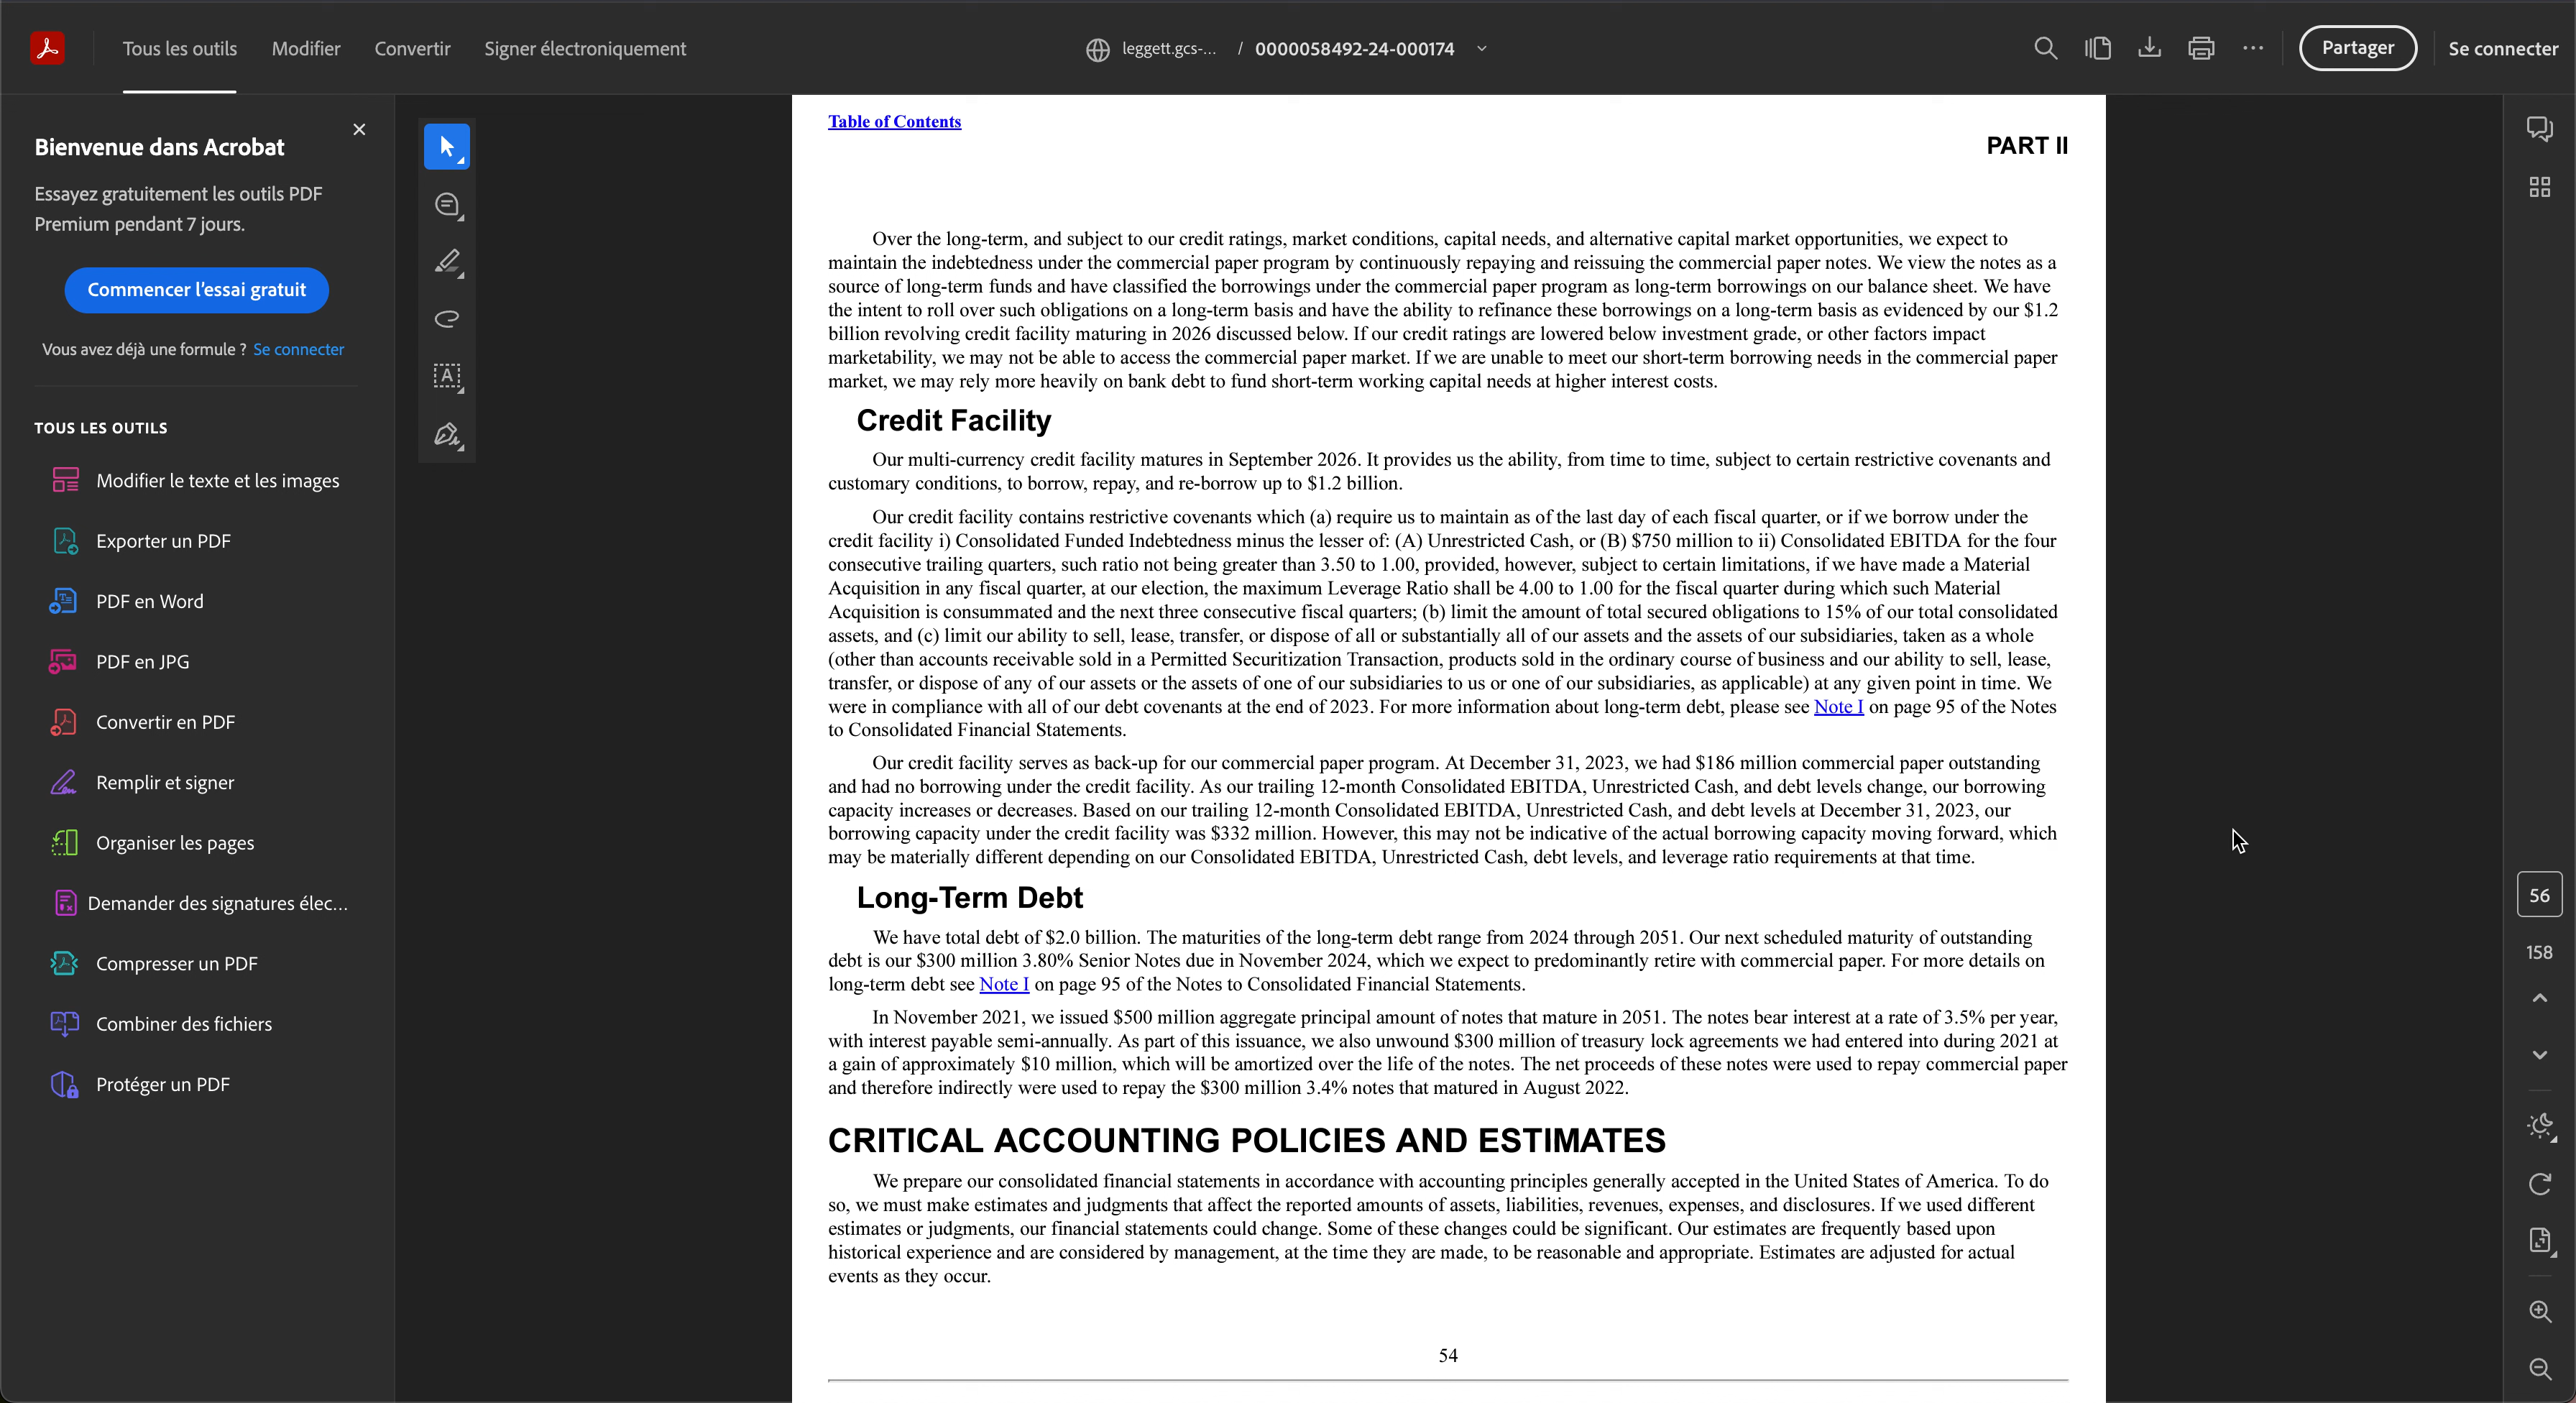 Tous les outils
Modifier
Convertir
Signer électroniquement
leggett.gcs-... / 0000058492-24-000174
Partager
Se connecter
Bienvenue dans Acrobat
Essayez gratuitement les outils PDF
Premium pendant 7 jours.
Commencer l'essai gratuit
Vous avez déjà une formule ? Se connecter
TOUS LES OUTILS
Modifier le texte et les images
Exporter un PDF
PDF en Word
PDF en JPG
Convertir en PDF
Remplir et signer
Organiser les pages
Demander des signatures élec...
Compresser un PDF
Combiner des fichiers
Protéger un PDF
Table of Contents
PART II
Over the long-term, and subject to our credit ratings, market conditions, capital needs, and alternative capital market opportunities, we expect to
maintain the indebtedness under the commercial paper program by continuously repaying and reissuing the commercial paper notes. We view the notes as a
source of long-term funds and have classified the borrowings under the commercial paper program as long-term borrowings on our balance sheet. We have
the intent to roll over such obligations on a long-term basis and have the ability to refinance these borrowings on a long-term basis as evidenced by our $1.2
billion revolving credit facility maturing in 2026 discussed below. If our credit ratings are lowered below investment grade, or other factors impact
marketability, we may not be able to access the commercial paper market. If we are unable to meet our short-term borrowing needs in the commercial paper
market, we may rely more heavily on bank debt to fund short-term working capital needs at higher interest costs.
Credit Facility
Our multi-currency credit facility matures in September 2026. It provides us the ability, from time to time, subject to certain restrictive covenants and
customary conditions, to borrow, repay, and re-borrow up to $1.2 billion.
Our credit facility contains restrictive covenants which (a) require us to maintain as of the last day of each fiscal quarter, or if we borrow under the
credit facility i) Consolidated Funded Indebtedness minus the lesser of: (A) Unrestricted Cash, or (B) $750 million to ii) Consolidated EBITDA for the four
consecutive trailing quarters, such ratio not being greater than 3.50 to 1.00, provided, however, subject to certain limitations, if we have made a Material
Acquisition in any fiscal quarter, at our election, the maximum Leverage Ratio shall be 4.00 to 1.00 for the fiscal quarter during which such Material
Acquisition is consummated and the next three consecutive fiscal quarters; (b) limit the amount of total secured obligations to 15% of our total consolidated
assets, and (c) limit our ability to sell, lease, transfer, or dispose of all or substantially all of our assets and the assets of our subsidiaries, taken as a whole
(other than accounts receivable sold in a Permitted Securitization Transaction, products sold in the ordinary course of business and our ability to sell, lease,
transfer, or dispose of any of our assets or the assets of one of our subsidiaries to us or one of our subsidiaries, as applicable) at any given point in time. We
were in compliance with all of our debt covenants at the end of 2023. For more information about long-term debt, please see Note I on page 95 of the Notes
to Consolidated Financial Statements.
Our credit facility serves as back-up for our commercial paper program. At December 31, 2023, we had $186 million commercial paper outstanding
and had no borrowing under the credit facility. As our trailing 12-month Consolidated EBITDA, Unrestricted Cash, and debt levels change, our borrowing
capacity increases or decreases. Based on our trailing 12-month Consolidated EBITDA, Unrestricted Cash, and debt levels at December 31, 2023, our
borrowing capacity under the credit facility was $332 million. However, this may not be indicative of the actual borrowing capacity moving forward, which
may be materially different depending on our Consolidated EBITDA, Unrestricted Cash, debt levels, and leverage ratio requirements at that time.
Long-Term Debt
We have total debt of $2.0 billion. The maturities of the long-term debt range from 2024 through 2051. Our next scheduled maturity of outstanding
debt is our $300 million 3.80% Senior Notes due in November 2024, which we expect to predominantly retire with commercial paper. For more details on
long-term debt see Note I on page 95 of the Notes to Consolidated Financial Statements.
In November 2021, we issued $500 million aggregate principal amount of notes that mature in 2051. The notes bear interest at a rate of 3.5% per year,
with interest payable semi-annually. As part of this issuance, we also unwound $300 million of treasury lock agreements we had entered into during 2021 at
a gain of approximately $10 million, which will be amortized over the life of the notes. The net proceeds of these notes were used to repay commercial paper
and therefore indirectly were used to repay the $300 million 3.4% notes that matured in August 2022.
CRITICAL ACCOUNTING POLICIES AND ESTIMATES
We prepare our consolidated financial statements in accordance with accounting principles generally accepted in the United States of America. To do
so, we must make estimates and judgments that affect the reported amounts of assets, liabilities, revenues, expenses, and disclosures. If we used different
estimates or judgments, our financial statements could change. Some of these changes could be significant. Our estimates are frequently based upon
historical experience and are considered by management, at the time they are made, to be reasonable and appropriate. Estimates are adjusted for actual
events as they occur.
54
56
158